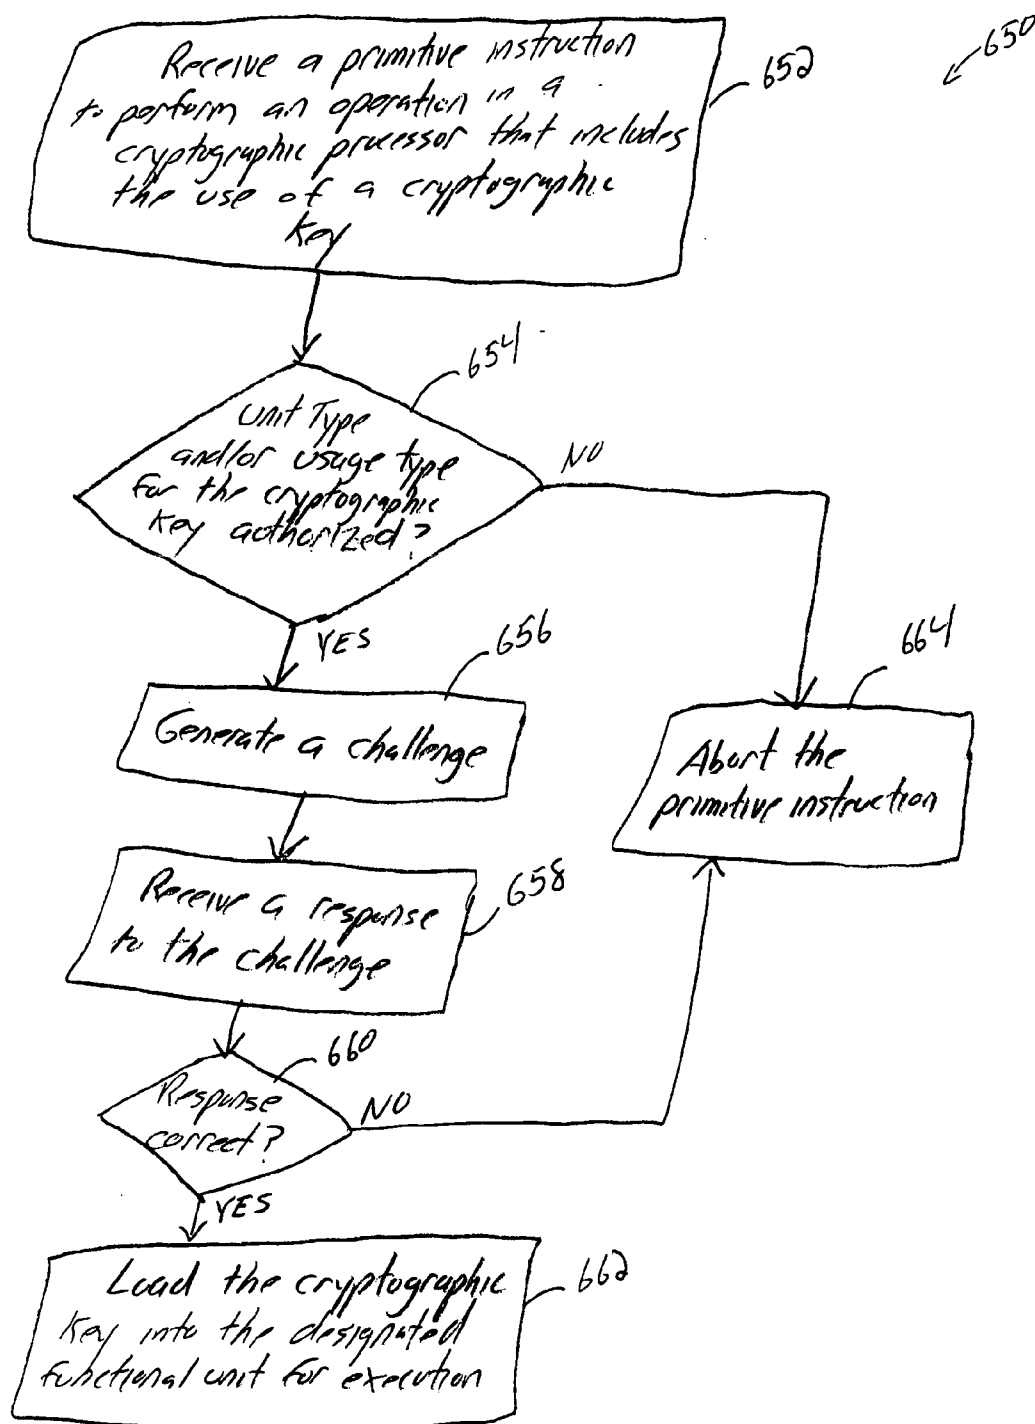 650
Receive a primitive instruction
to perform an operation in a
cryptographic processor that includes
the use of a cryptographic
Key
652
654
Unit Type
and/or usage type
for the cryptographic
Key authorized?
NO
YES
656
Generate a challenge
664
Abort the
primitive instruction
658
Receive a response
to the challenge
660
Response
correct?
NO
YES
662
Load the cryptographic
Key into the designated
functional unit for execution